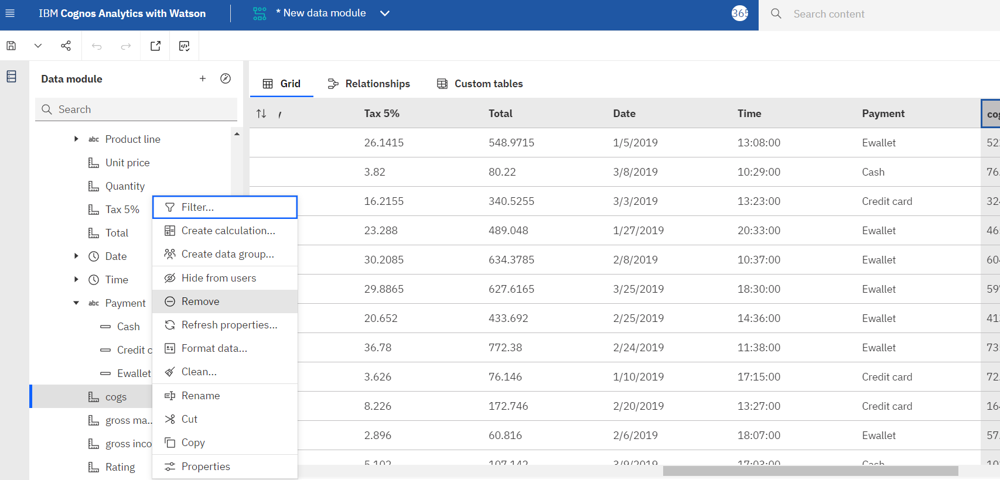 IBM Cognos Analytics with Watson
* New data module
365
Search content
Data module
Search
abc Product line
Unit price
Quantity
Tax 5%
Total
Date
Time
abc Payment
Cash
Credit c
Ewallet
cogs
gross ma...
gross inco
Rating
Filter...
Create calculation...
Create data group...
Hide from users
Remove
Refresh properties...
Format data...
Clean...
Rename
Cut
Copy
Properties
Grid Relationships Custom tables
y Tax 5% Total Date Time Payment cog
26.1415 548.9715 1/5/2019 13:08:00 Ewallet 522
3.82 80.22 3/8/2019 10:29:00 Cash 76.
16.2155 340.5255 3/3/2019 13:23:00 Credit card 324
23.288 489.048 1/27/2019 20:33:00 Ewallet 46
30.2085 634.3785 2/8/2019 10:37:00 Ewallet 604
29.8865 627.6165 3/25/2019 18:30:00 Ewallet 597
20.652 433.692 2/25/2019 14:36:00 Ewallet 413
36.78 772.38 2/24/2019 11:38:00 Ewallet 73
3.626 76.146 1/10/2019 17:15:00 Credit card 72.
8.226 172.746 2/20/2019 13:27:00 Credit card 164
2.896 60.816 2/6/2019 18:07:00 Ewallet 57.
5.102 107.142 3/9/2019 17:03:00 Cash 10